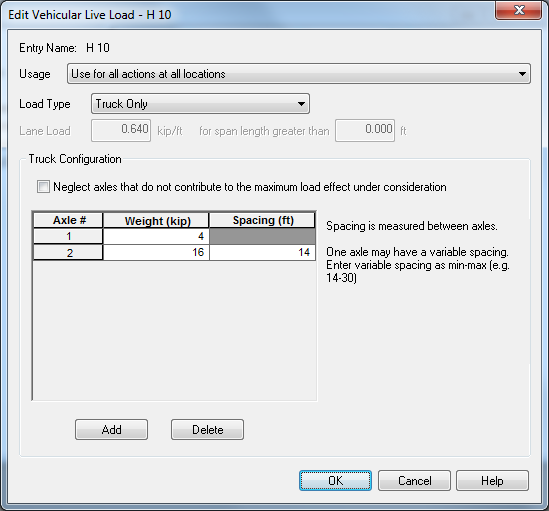 Edit Vehicular Live Load - H 10
Entry Name: H 10
Usage Use for all actions at all locations
Load Type Truck Only
Lane Load 0.640 kip/ft for span length greater than 0.000 ft
Truck Configuration
Neglect axles that do not contribute to the maximum load effect under consideration
Axle # Weight (kip) Spacing (ft)
1 4
2 16 14
Spacing is measured between axles.
One axle may have a variable spacing.
Enter variable spacing as min-max (e.g.
14-30)
Add Delete
OK Cancel Help